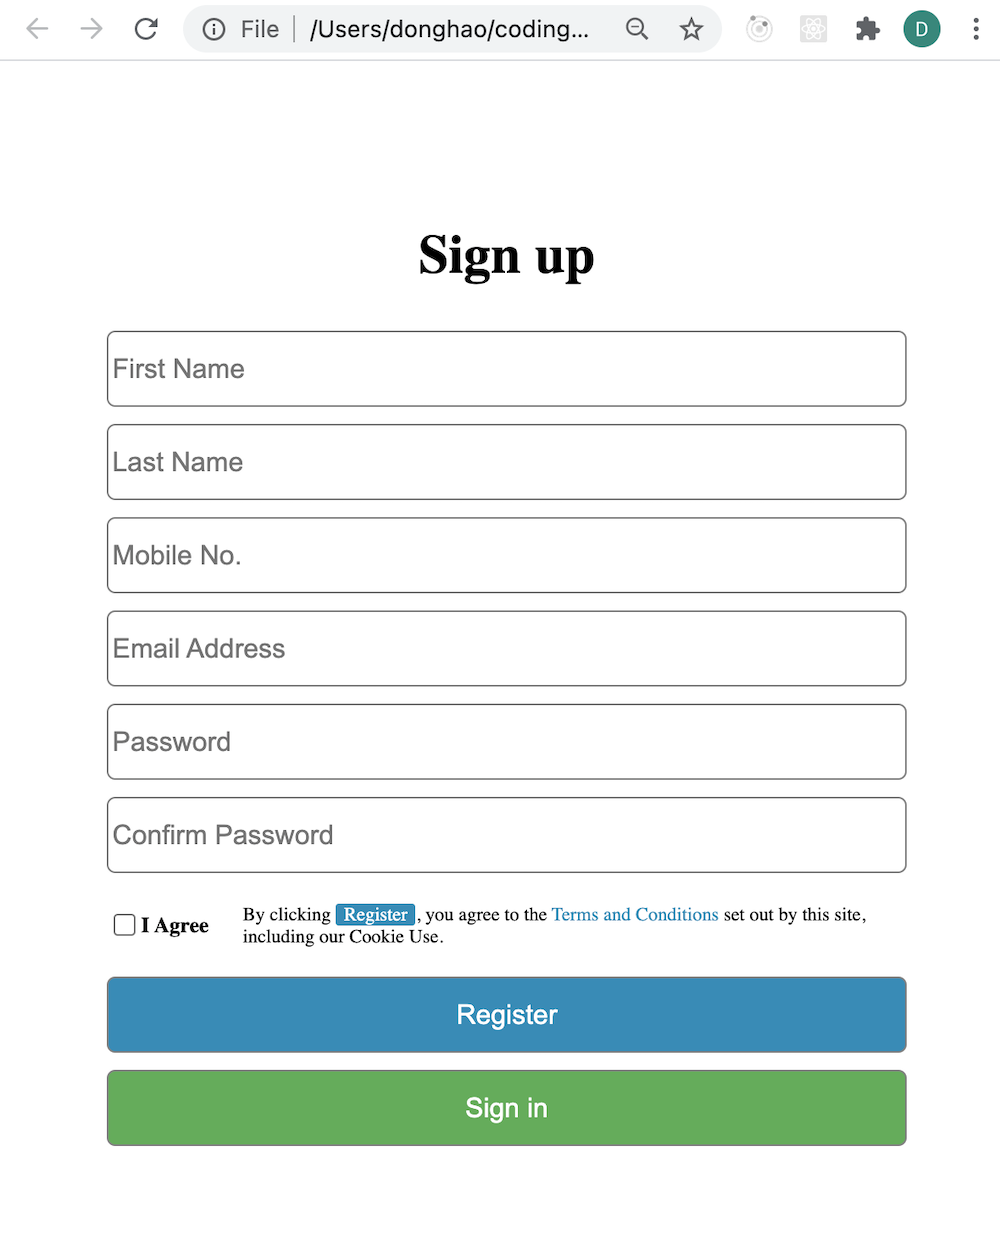 File /Users/donghao/coding... D
Sign up
First Name
Last Name
Mobile No.
Email Address
Password
Confirm Password
I Agree
By clicking Register, you agree to the Terms and Conditions set out by this site,
including our Cookie Use.
Register
Sign in